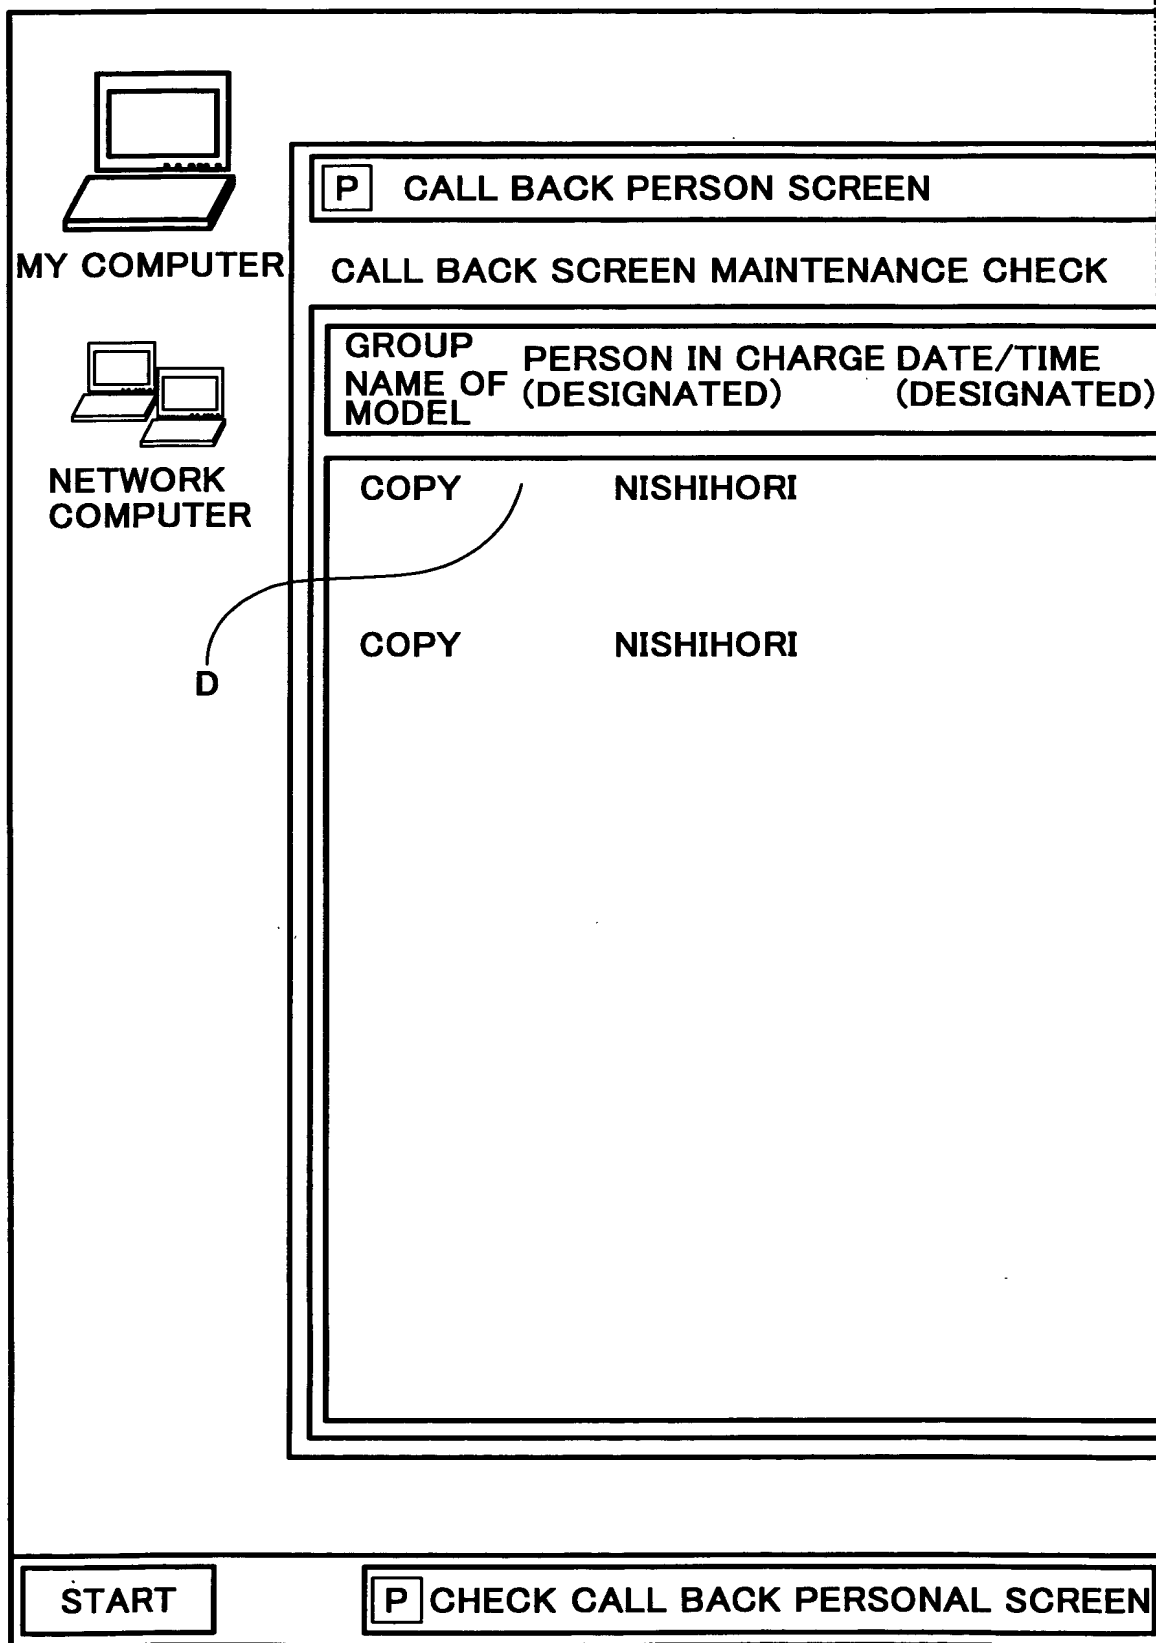 MY COMPUTER
NETWORK
COMPUTER
P CALL BACK PERSON SCREEN
CALL BACK SCREEN MAINTENANCE CHECK
GROUP
NAME OF
MODEL
PERSON IN CHARGE
(DESIGNATED)
DATE/TIME
(DESIGNATED)
COPY NISHIHORI
COPY NISHIHORI
D
START
P CHECK CALL BACK PERSONAL SCREEN